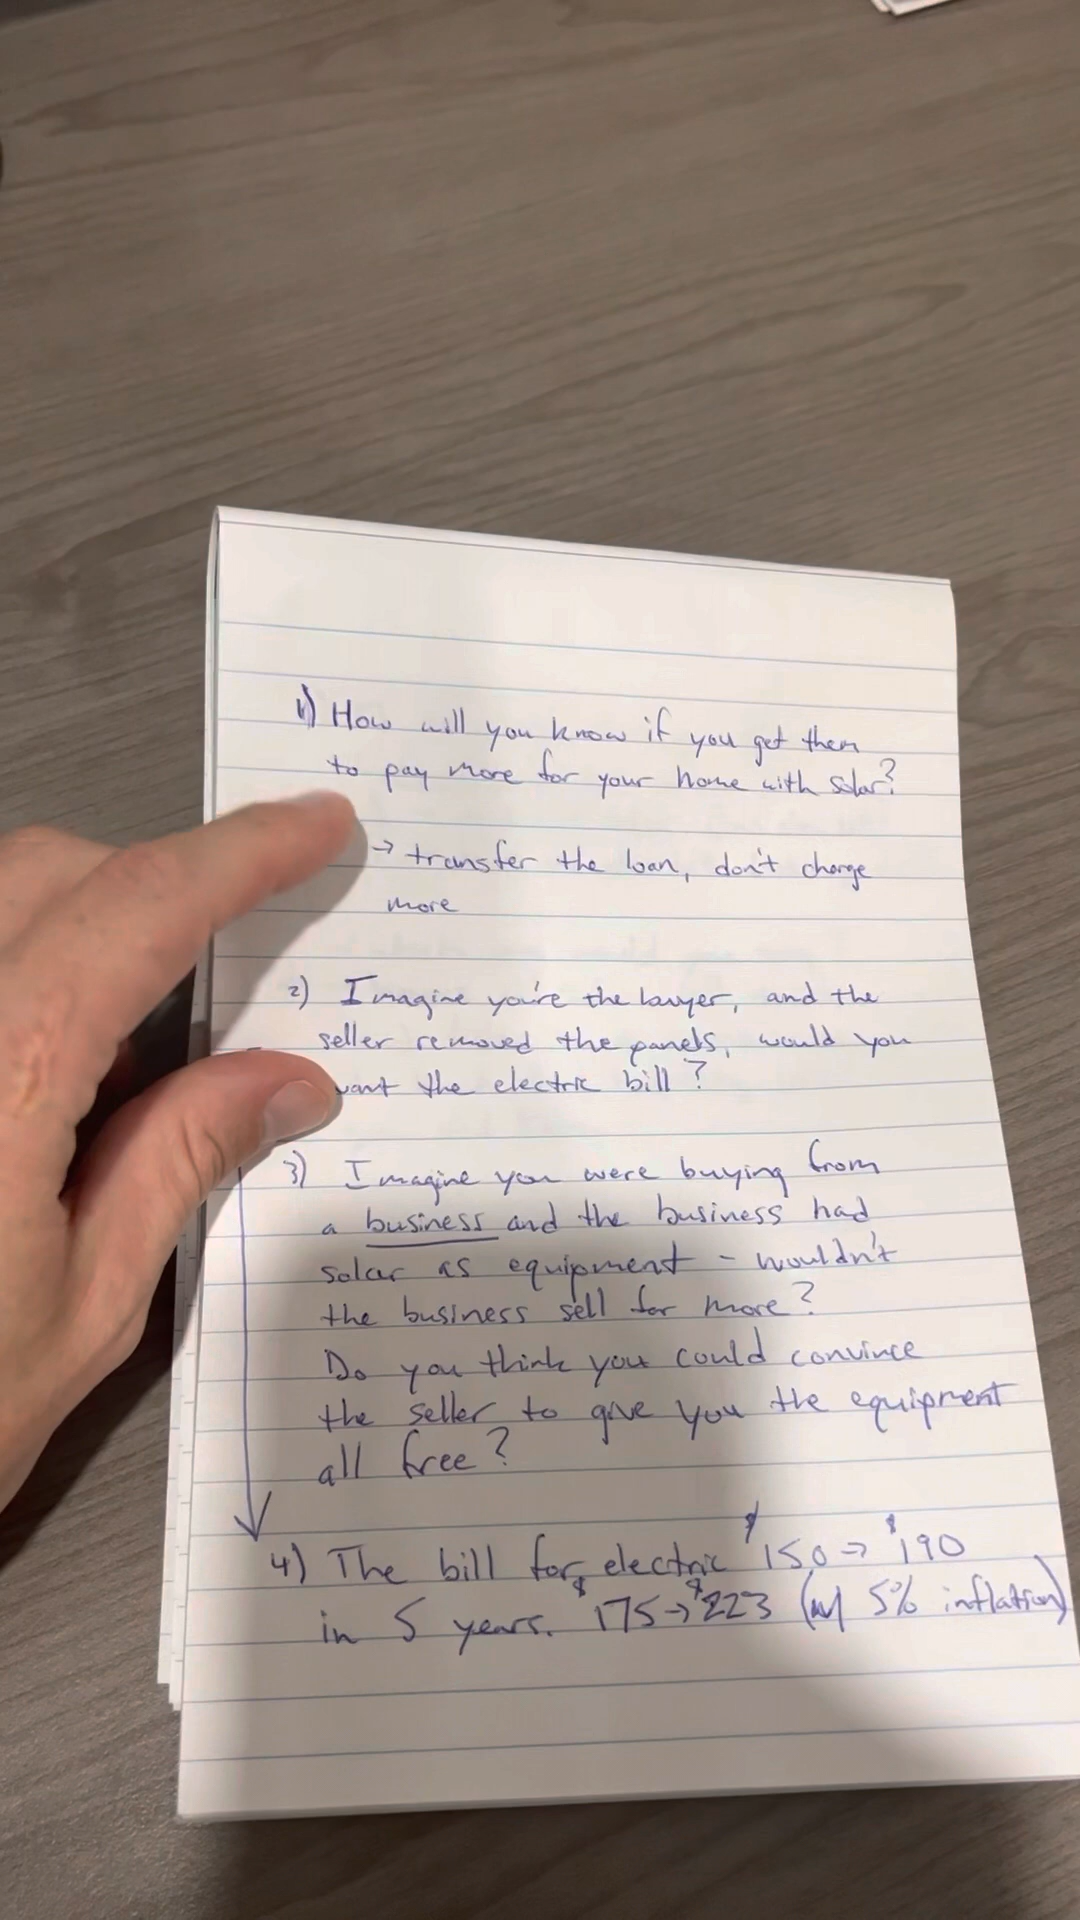 1) How will you know if you get them
to pay more for your home with solar?
→ transfer the loan, don't charge
more
2) Imagine you're the lawyer, and the
seller removed the panels, would you
want the electric bill?
3) Imagine you were buying from
a business and the business had
solar as equipment - wouldn't
the business sell for more?
Do you think you could convince
the seller to give you the equipment
all free?
4) The bill for electric $150 → $190
in 5 years. $175 → $223 (w/ 5% inflation)